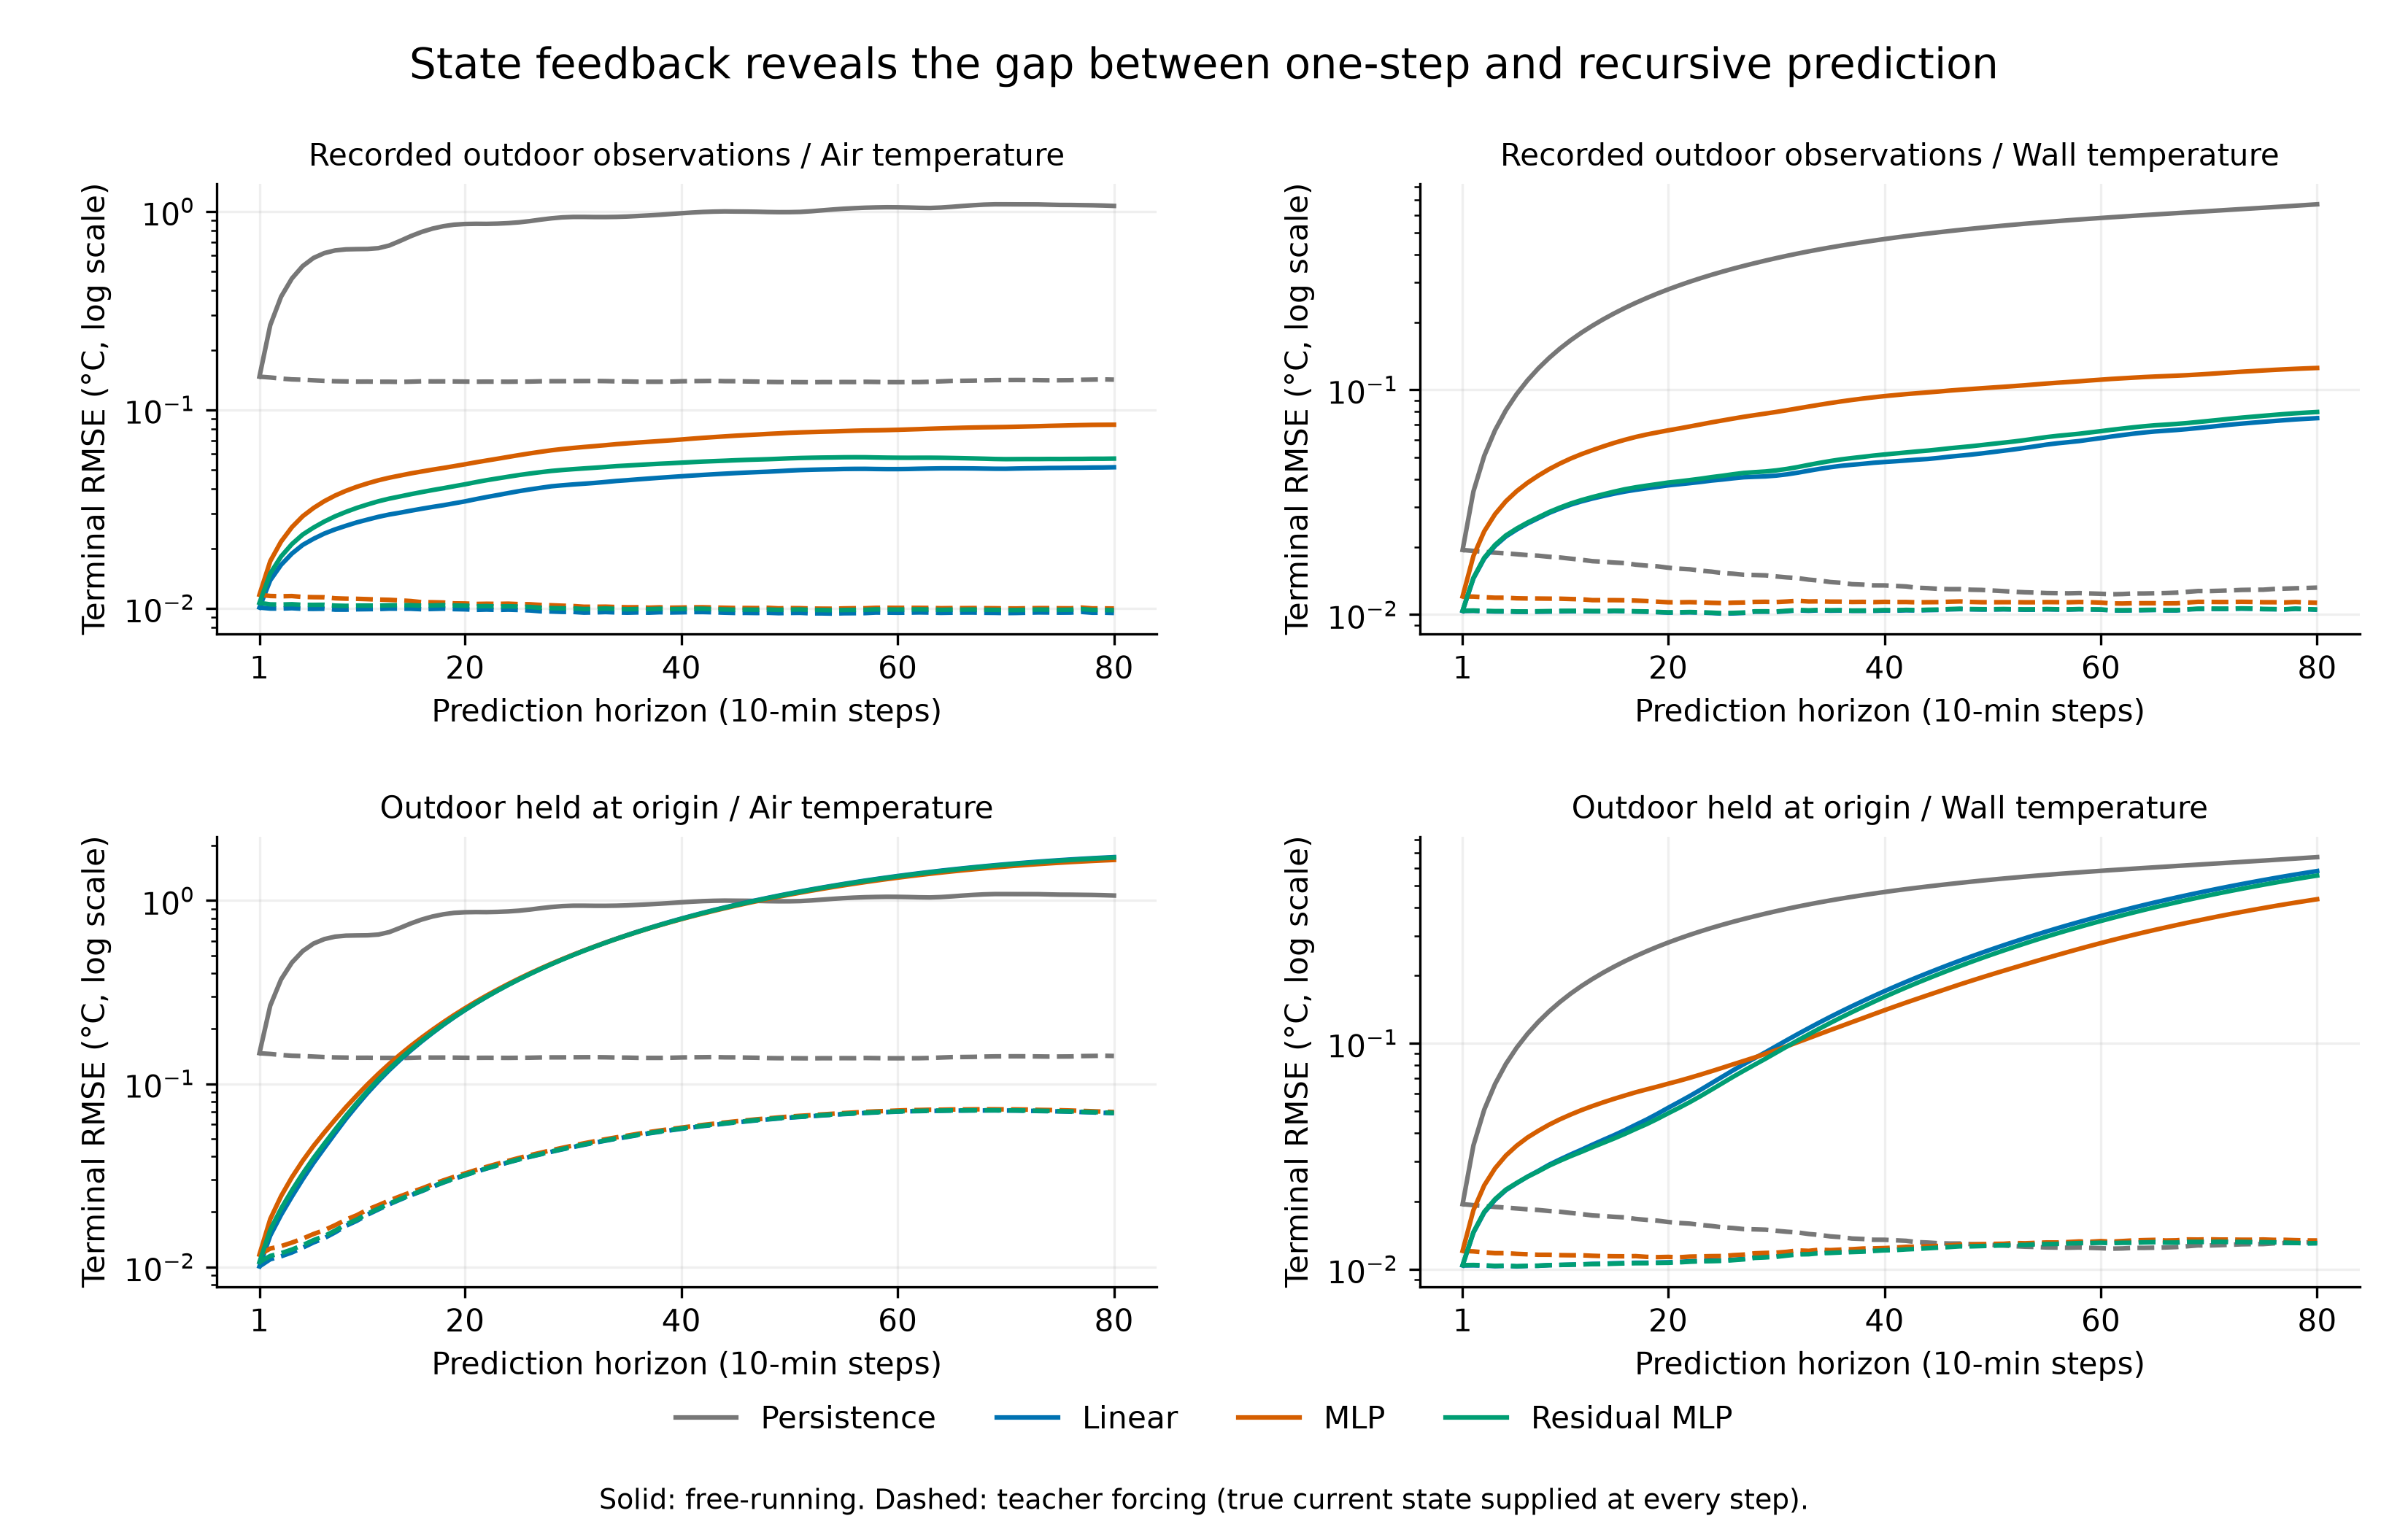 State feedback reveals the gap between one-step and recursive prediction
Recorded outdoor observations / Air temperature
Terminal RMSE (°C, log scale)
10⁰
10⁻¹
10⁻²
1 20 40 60 80
Prediction horizon (10-min steps)
Recorded outdoor observations / Wall temperature
Terminal RMSE (°C, log scale)
10⁻¹
10⁻²
1 20 40 60 80
Prediction horizon (10-min steps)
Outdoor held at origin / Air temperature
Terminal RMSE (°C, log scale)
10⁰
10⁻¹
10⁻²
1 20 40 60 80
Prediction horizon (10-min steps)
Outdoor held at origin / Wall temperature
Terminal RMSE (°C, log scale)
10⁻¹
10⁻²
1 20 40 60 80
Prediction horizon (10-min steps)
Persistence Linear MLP Residual MLP
Solid: free-running. Dashed: teacher forcing (true current state supplied at every step).